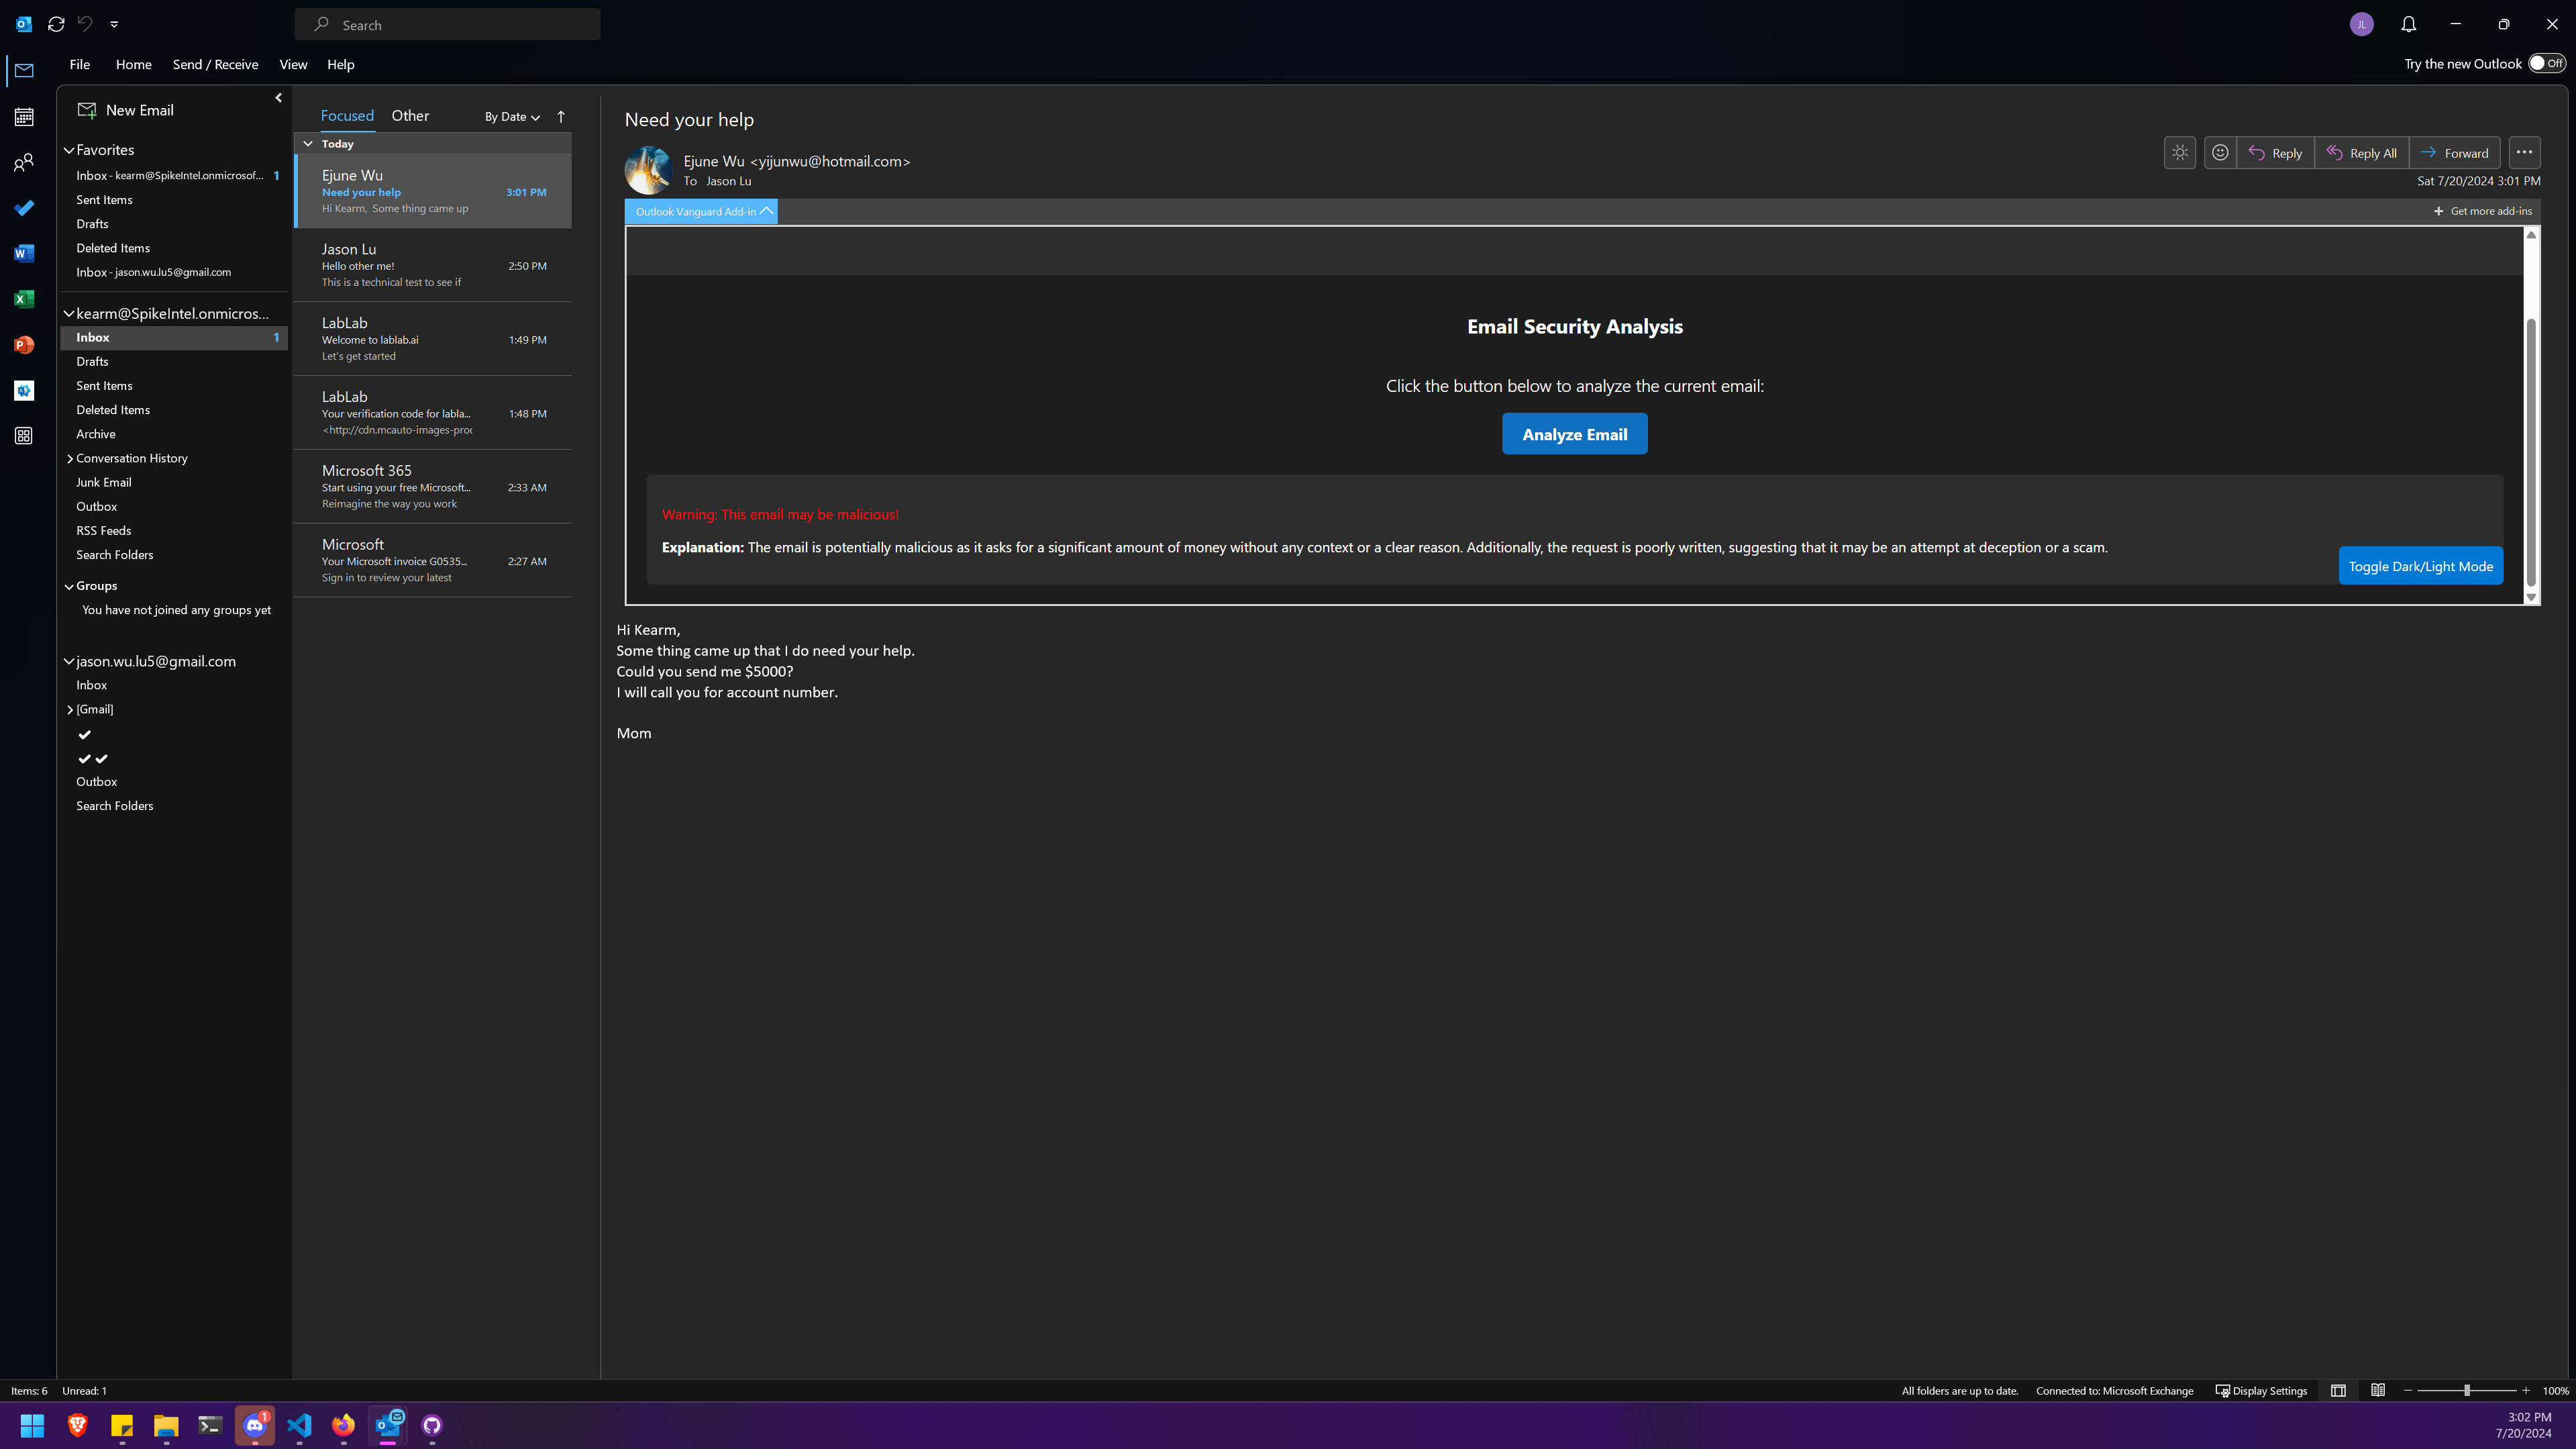 Search
JL
File Home Send / Receive View Help
Try the new Outlook Off
New Email
Favorites
Inbox - kearm@SpikeIntel.onmicrosof... 1
Sent Items
Drafts
Deleted Items
Inbox - jason.wu.lu5@gmail.com
kearm@SpikeIntel.onmicros...
Inbox 1
Drafts
Sent Items
Deleted Items
Archive
Conversation History
Junk Email
Outbox
RSS Feeds
Search Folders
Groups
You have not joined any groups yet
jason.wu.lu5@gmail.com
Inbox
[Gmail]
Outbox
Search Folders
Focused Other By Date
Today
Ejune Wu
Need your help 3:01 PM
Hi Kearm, Some thing came up
Jason Lu
Hello other me! 2:50 PM
This is a technical test to see if
LabLab
Welcome to lablab.ai 1:49 PM
Let's get started
LabLab
Your verification code for labla... 1:48 PM
<http://cdn.mcauto-images-proc
Microsoft 365
Start using your free Microsoft... 2:33 AM
Reimagine the way you work
Microsoft
Your Microsoft invoice G0535... 2:27 AM
Sign in to review your latest
Need your help
Ejune Wu <yijunwu@hotmail.com>
To Jason Lu
Reply Reply All Forward
Sat 7/20/2024 3:01 PM
Outlook Vanguard Add-in
Get more add-ins
Email Security Analysis
Click the button below to analyze the current email:
Analyze Email
Warning: This email may be malicious!
Explanation: The email is potentially malicious as it asks for a significant amount of money without any context or a clear reason. Additionally, the request is poorly written, suggesting that it may be an attempt at deception or a scam.
Toggle Dark/Light Mode
Hi Kearm,
Some thing came up that I do need your help.
Could you send me $5000?
I will call you for account number.
Mom
Items: 6 Unread: 1
All folders are up to date. Connected to: Microsoft Exchange Display Settings 100%
1
3:02 PM
7/20/2024